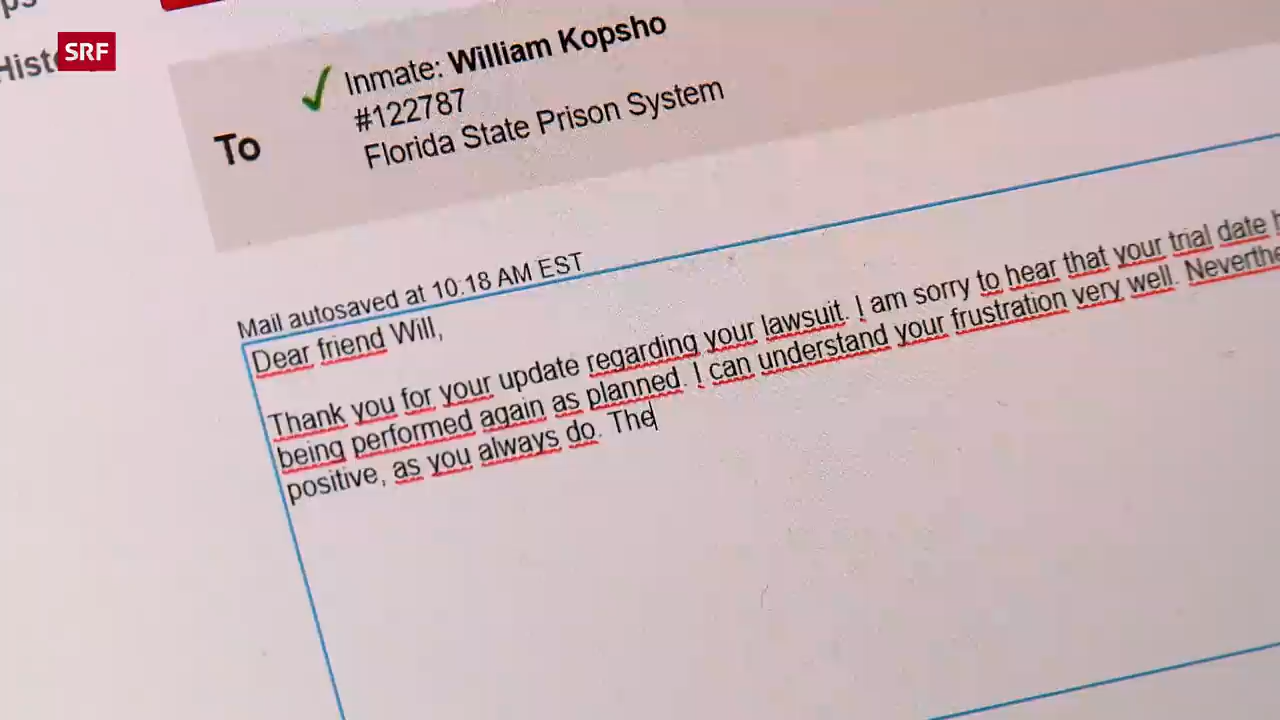 SRF
To
Inmate: William Kopsho
#122787
Florida State Prison System
Mail autosaved at 10:18 AM EST
Dear friend Will,
Thank you for your update regarding your lawsuit. I am sorry to hear that your trial date
being performed again as planned. I can understand your frustration very well.
positive, as you always do. The